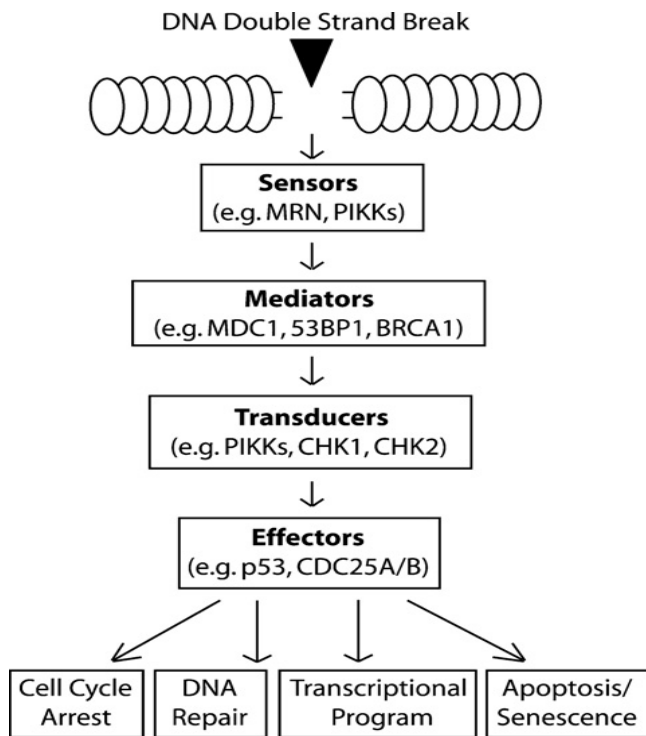 DNA Double Strand Break
Sensors
(e.g. MRN, PIKKs)
Mediators
(e.g. MDC1, 53BP1, BRCA1)
Transducers
(e.g. PIKKs, CHK1, CHK2)
Effectors
(e.g. p53, CDC25A/B)
Cell Cycle
Arrest
DNA
Repair
Transcriptional
Program
Apoptosis/
Senescence